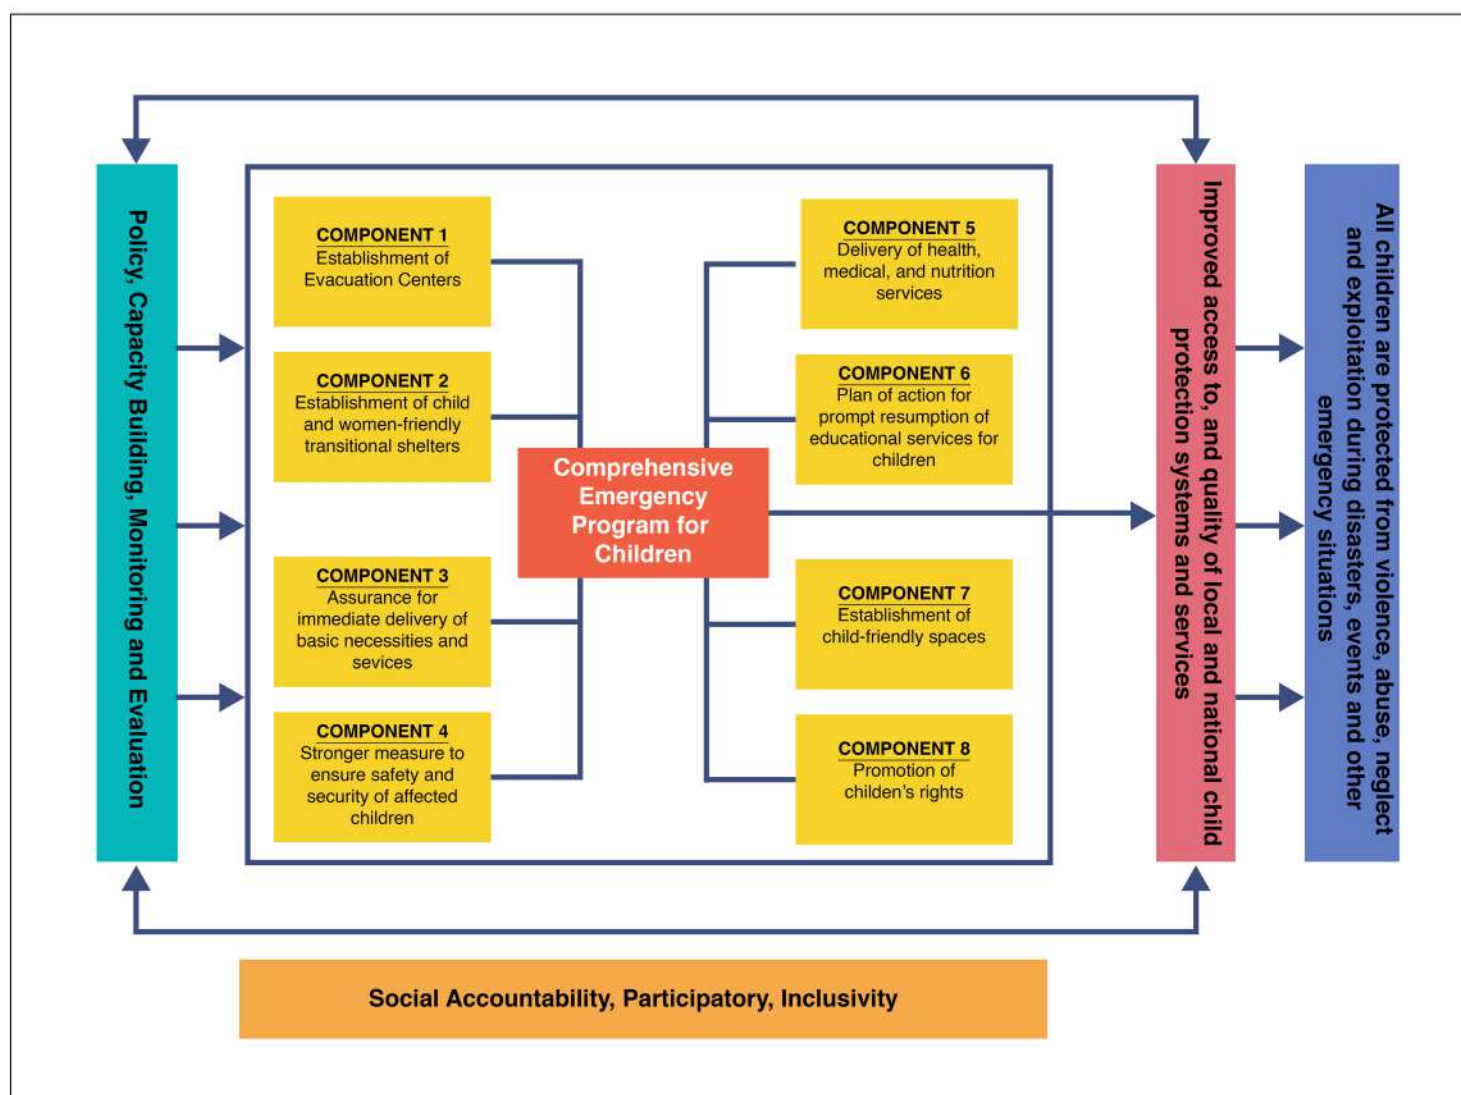 Policy, Capacity Building, Monitoring and Evaluation
COMPONENT 1
Establishment of
Evacuation Centers
COMPONENT 2
Establishment of child
and women-friendly
transitional shelters
COMPONENT 3
Assurance for
immediate delivery of
basic necessities and
sevices
COMPONENT 4
Stronger measure to
ensure safety and
security of affected
children
Comprehensive
Emergency
Program for
Children
COMPONENT 5
Delivery of health,
medical, and nutrition
services
COMPONENT 6
Plan of action for
prompt resumption of
educational services for
children
COMPONENT 7
Establishment of
child-friendly spaces
COMPONENT 8
Promotion of
childen's rights
Improved access to, and quality of local and national child
protection systems and services
All children are protected from violence, abuse, neglect
and exploitation during disasters, events and other
emergency situations
Social Accountability, Participatory, Inclusivity